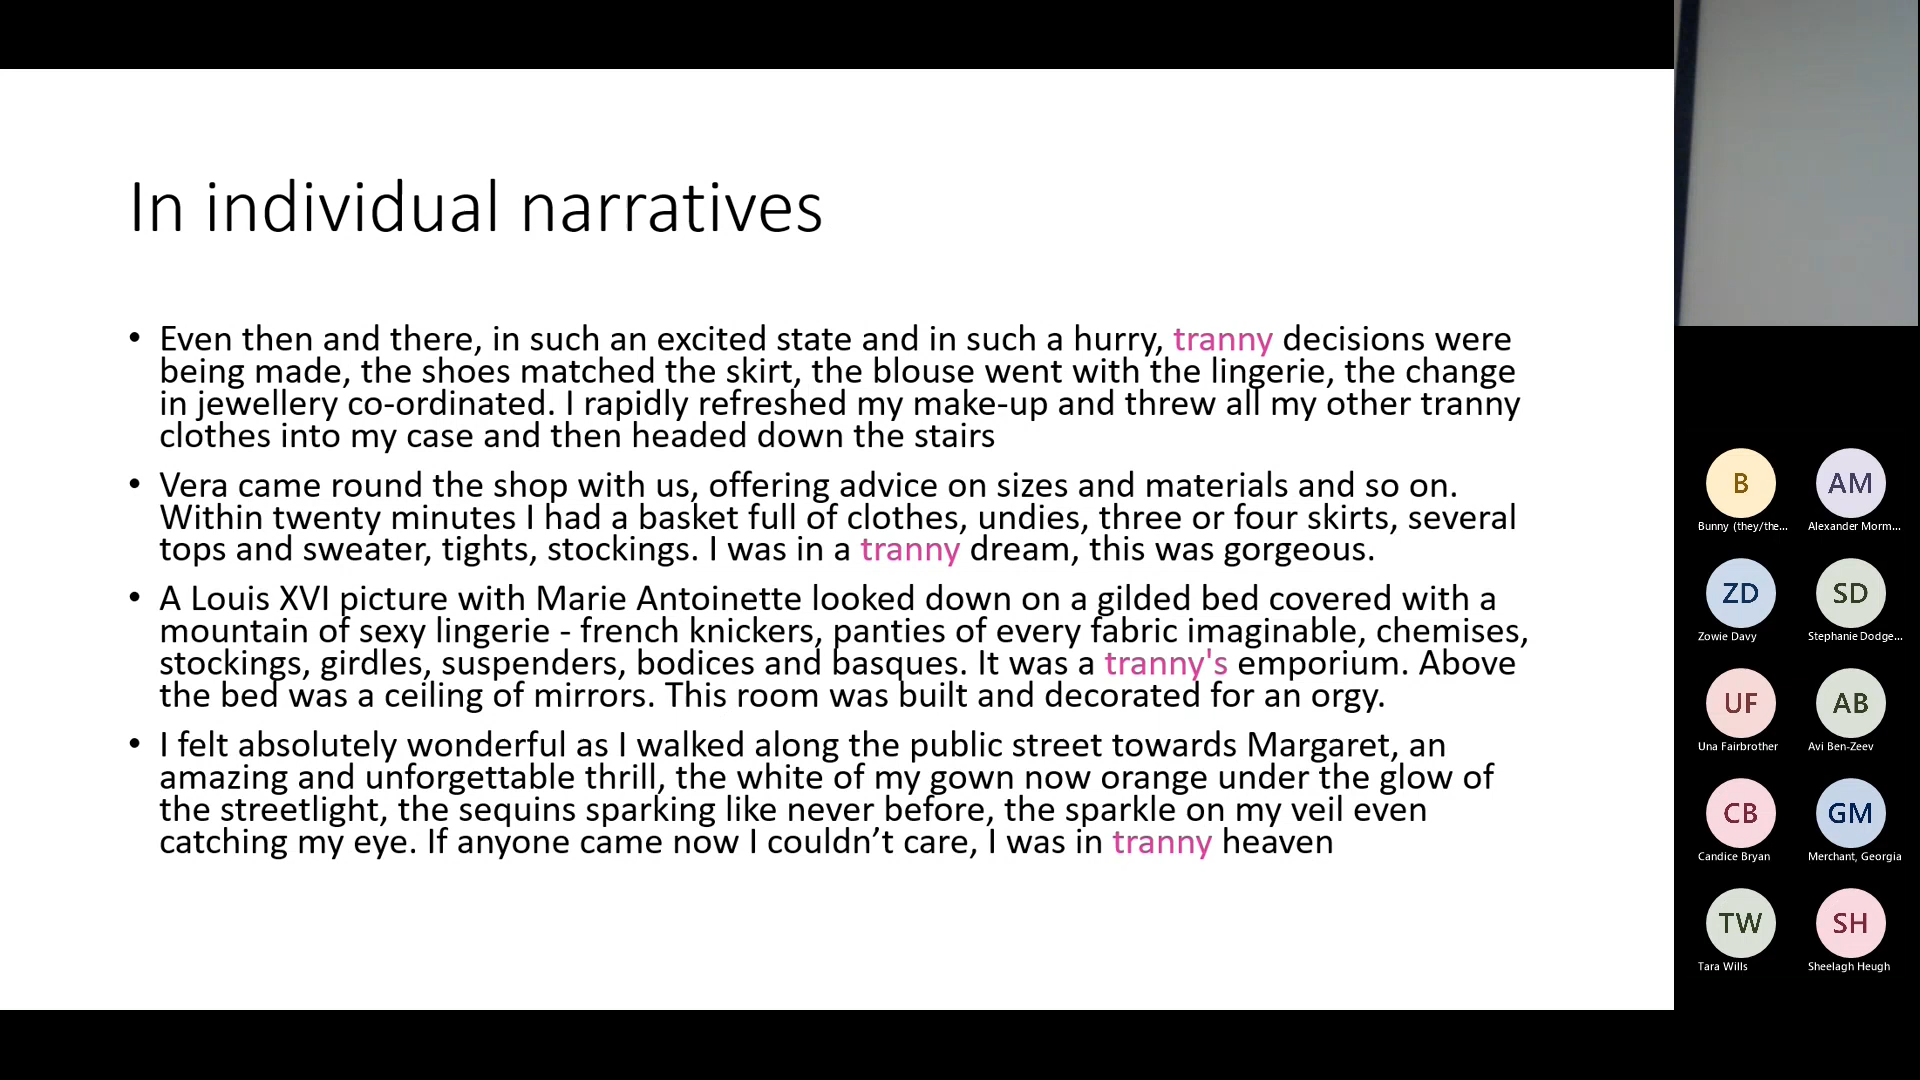 In individual narratives
• Even then and there, in such an excited state and in such a hurry, tranny decisions were
being made, the shoes matched the skirt, the blouse went with the lingerie, the change
in jewellery co-ordinated. I rapidly refreshed my make-up and threw all my other tranny
clothes into my case and then headed down the stairs
• Vera came round the shop with us, offering advice on sizes and materials and so on.
Within twenty minutes I had a basket full of clothes, undies, three or four skirts, several
tops and sweater, tights, stockings. I was in a tranny dream, this was gorgeous.
• A Louis XVI picture with Marie Antoinette looked down on a gilded bed covered with a
mountain of sexy lingerie - french knickers, panties of every fabric imaginable, chemises,
stockings, girdles, suspenders, bodices and basques. It was a tranny's emporium. Above
the bed was a ceiling of mirrors. This room was built and decorated for an orgy.
• I felt absolutely wonderful as I walked along the public street towards Margaret, an
amazing and unforgettable thrill, the white of my gown now orange under the glow of
the streetlight, the sequins sparking like never before, the sparkle on my veil even
catching my eye. If anyone came now I couldn’t care, I was in tranny heaven
B AM
Bunny (they/the... Alexander Morm...
ZD SD
Zowie Davy Stephanie Dodge...
UF AB
Una Fairbrother Avi Ben-Zeev
CB GM
Candice Bryan Merchant, Georgia
TW SH
Tara Wills Sheelagh Heugh